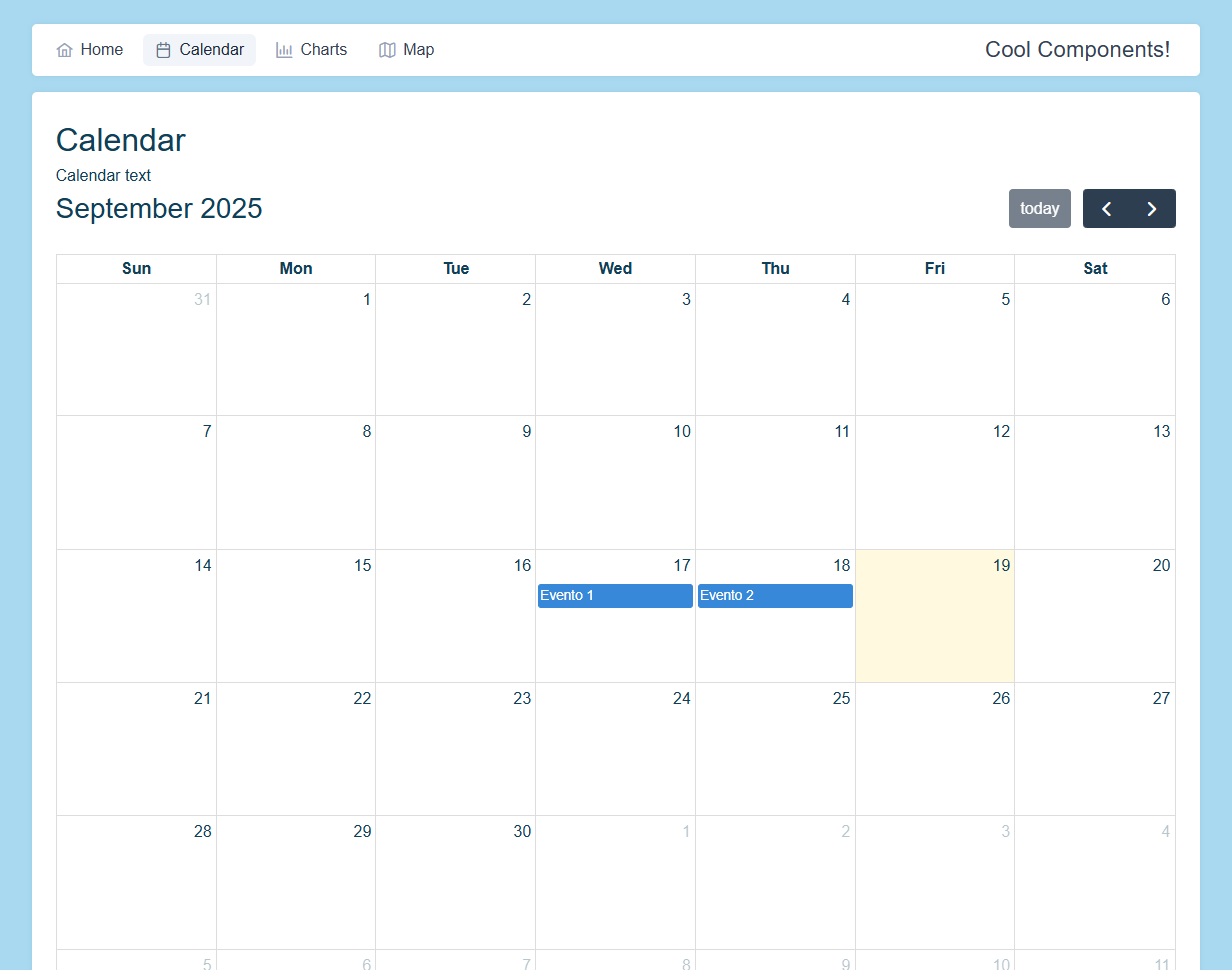 Home Calendar Charts Map Cool Components!
Calendar
Calendar text
September 2025 today
Sun Mon Tue Wed Thu Fri Sat
31 1 2 3 4 5 6
7 8 9 10 11 12 13
14 15 16 17 18 19 20
Evento 1 Evento 2
21 22 23 24 25 26 27
28 29 30 1 2 3 4
5 6 7 8 9 10 11